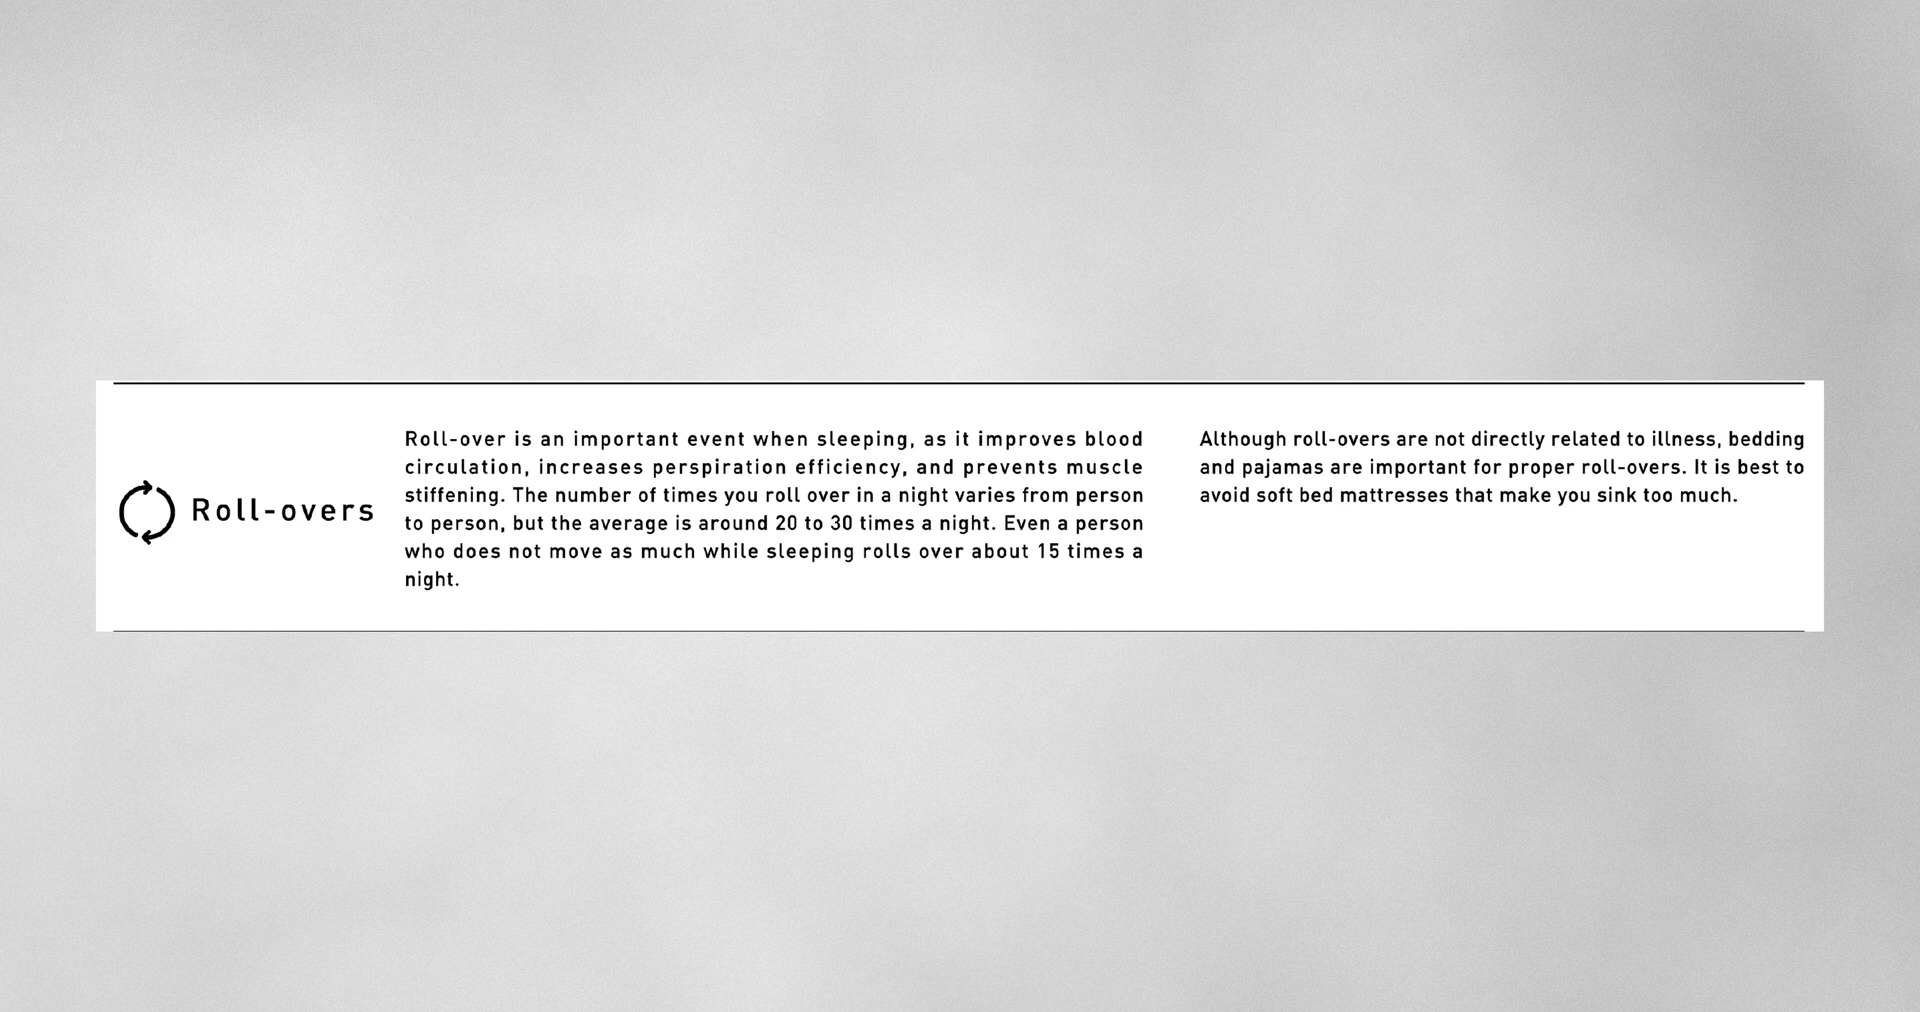 Roll-overs
Roll-over is an important event when sleeping, as it improves blood
circulation, increases perspiration efficiency, and prevents muscle
stiffening. The number of times you roll over in a night varies from person
to person, but the average is around 20 to 30 times a night. Even a person
who does not move as much while sleeping rolls over about 15 times a
night.
Although roll-overs are not directly related to illness, bedding
and pajamas are important for proper roll-overs. It is best to
avoid soft bed mattresses that make you sink too much.